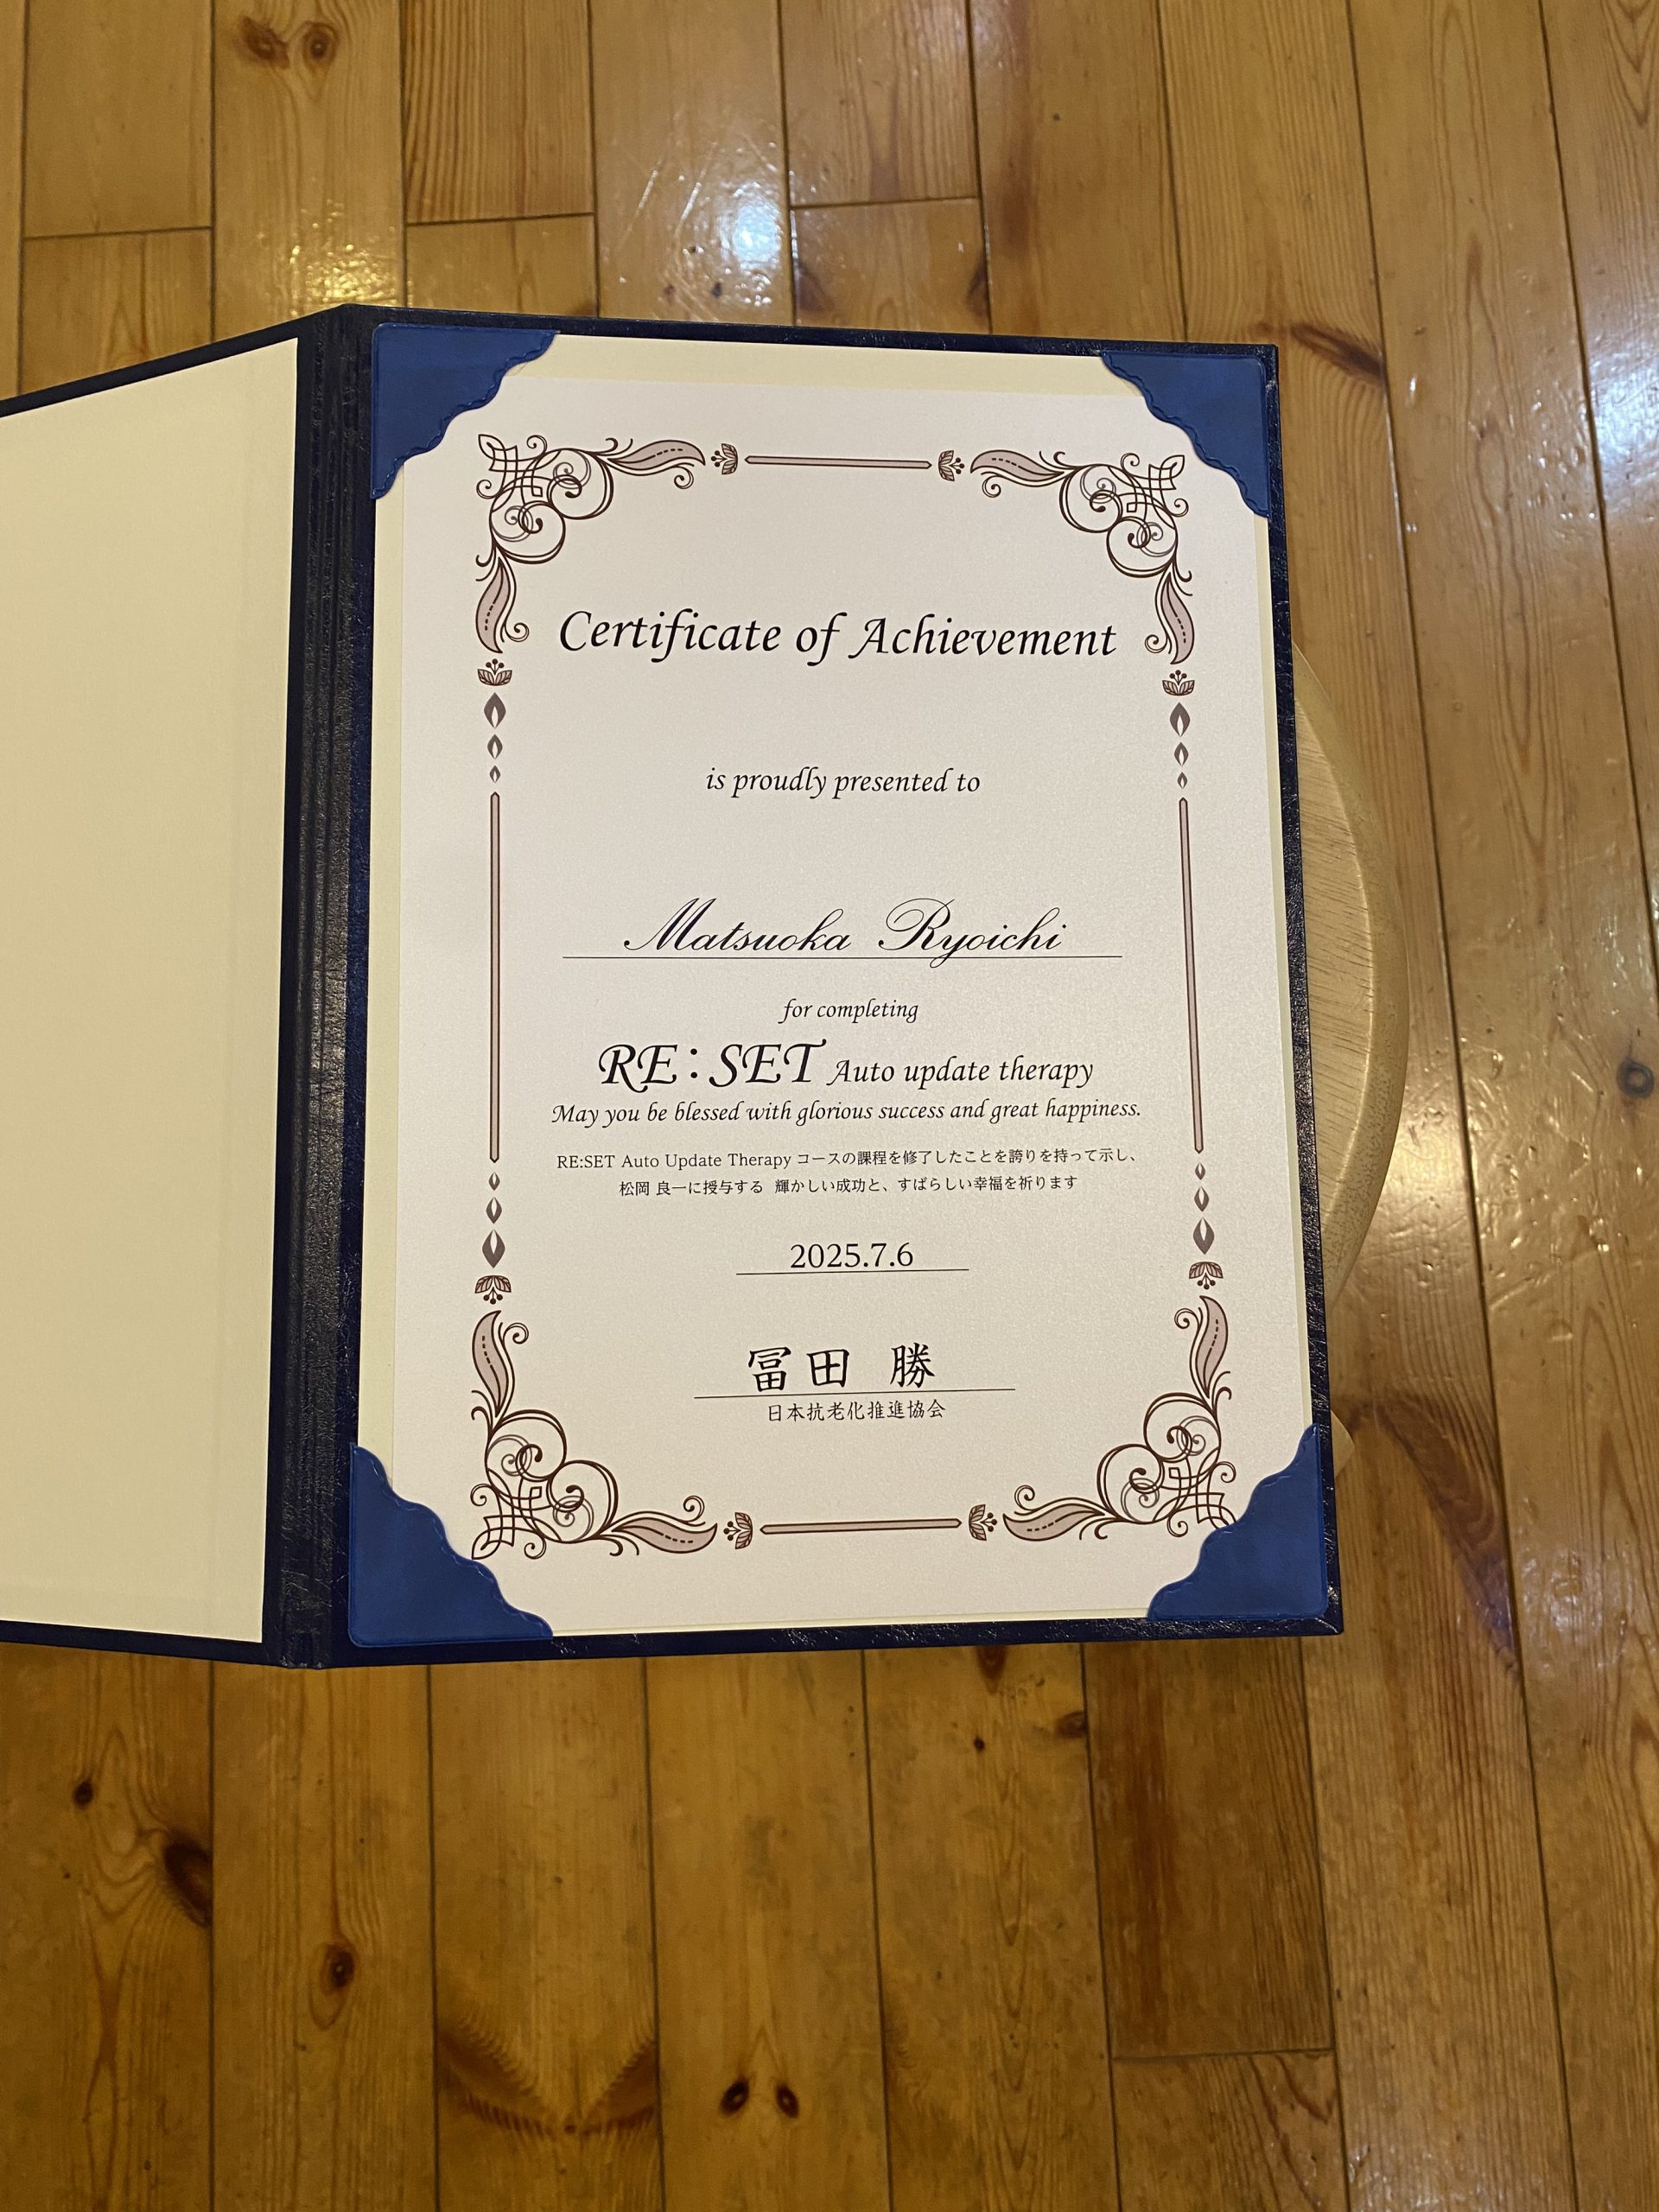 Certificate of Achievement
is proudly presented to
Matsuoka Ryoichi
for completing
RE:SET Auto update therapy
May you be blessed with glorious success and great happiness.
RE:SET Auto Update Therapy コースの課程を修了したことを誇りを持って示し、
松岡 良一に授与する 輝かしい成功と、すばらしい幸福を祈ります
2025.7.6
冨田 勝
日本抗老化推進協会